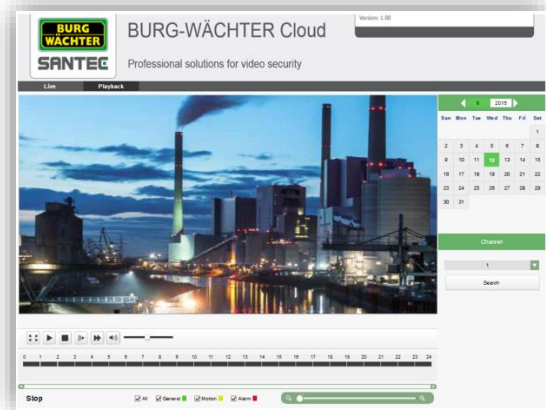 BURG
WÄCHTER
SANTEC
BURG-WÄCHTER Cloud
Professional solutions for video security
Version: 1.00
Live Playback
8 2015
Sun Mon Tue Wed Thu Fri Sat
1
2 3 4 5 6 7 8
9 10 11 12 13 14 15
16 17 18 19 20 21 22
23 24 25 26 27 28 29
30 31
Channel
1
Search
0 1 2 3 4 5 6 7 8 9 10 11 12 13 14 15 16 17 18 19 20 21 22 23 24
Stop All General Motion Alarm